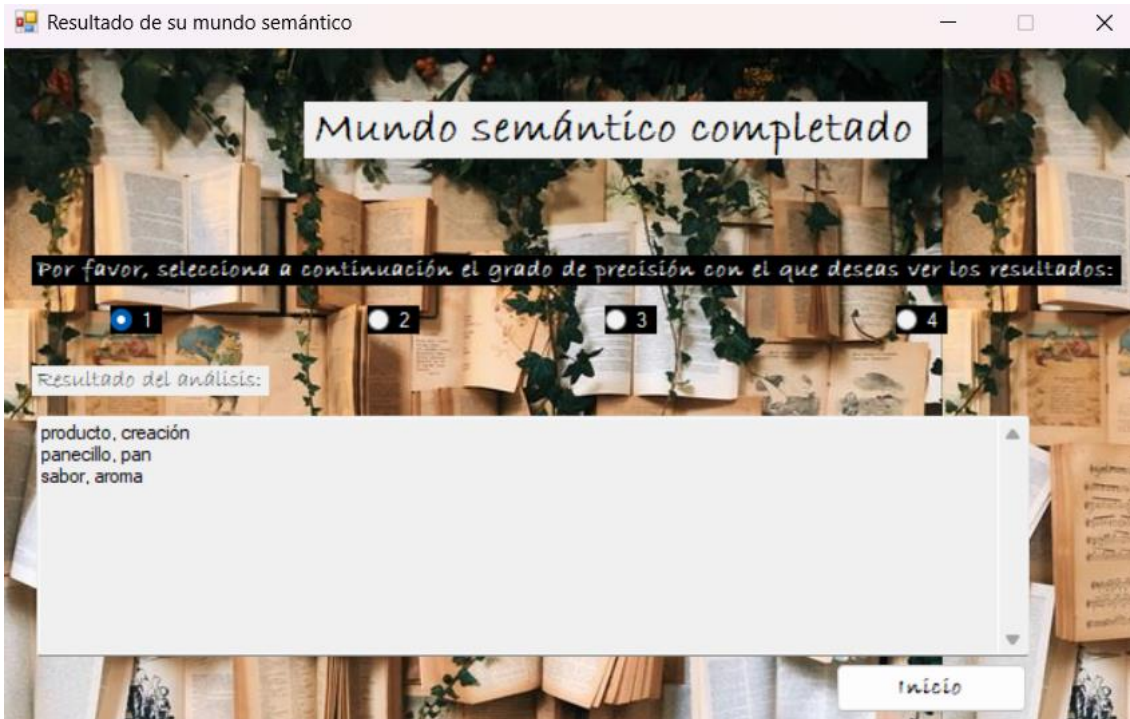 Resultado de su mundo semántico
Mundo semántico completado
Por favor, selecciona a continuación el grado de precisión con el que deseas ver los resultados:
1 2 3 4
Resultado del análisis:
producto, creación
panecillo, pan
sabor, aroma
Inicio